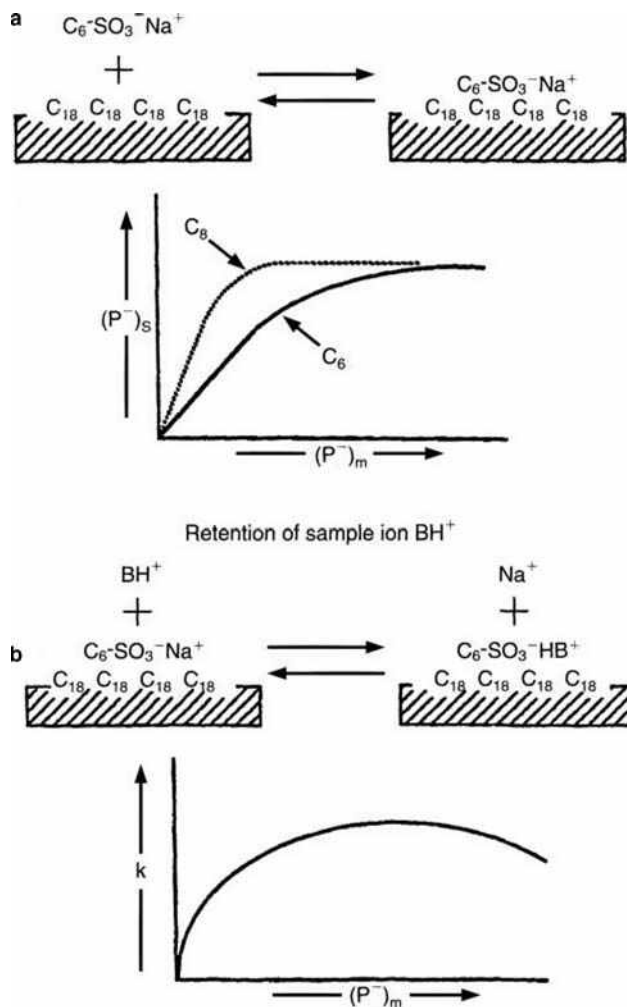 a
C₆-SO₃⁻Na⁺
+
C₁₈ C₁₈ C₁₈ C₁₈
C₆-SO₃⁻Na⁺
C₁₈ C₁₈ C₁₈ C₁₈
C₈
(P⁻)ₛ
C₆
(P⁻)ₘ
Retention of sample ion BH⁺
BH⁺
+
Na⁺
+
b
C₆-SO₃⁻Na⁺
C₁₈ C₁₈ C₁₈ C₁₈
C₆-SO₃⁻HB⁺
C₁₈ C₁₈ C₁₈ C₁₈
k
(P⁻)ₘ